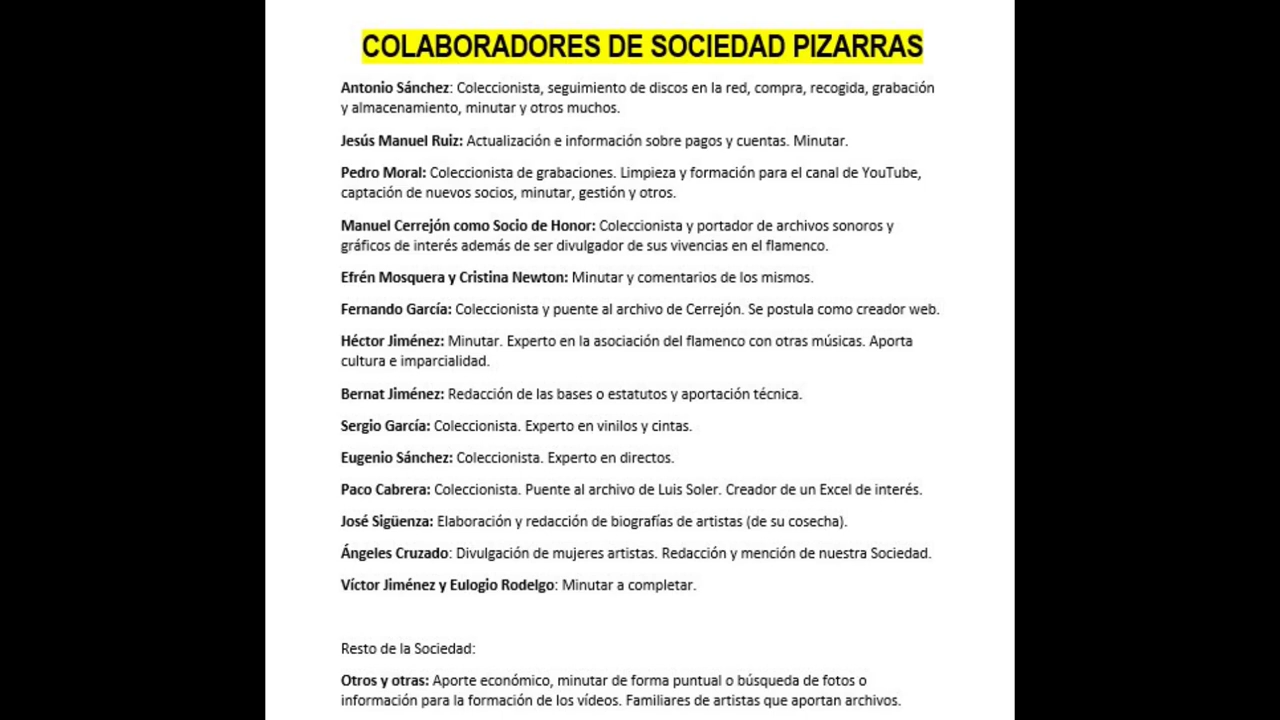 COLABORADORES DE SOCIEDAD PIZARRAS
Antonio Sánchez: Coleccionista, seguimiento de discos en la red, compra, recogida, grabación
y almacenamiento, minutar y otros muchos.
Jesús Manuel Ruiz: Actualización e información sobre pagos y cuentas. Minutar.
Pedro Moral: Coleccionista de grabaciones. Limpieza y formación para el canal de YouTube,
captación de nuevos socios, minutar, gestión y otros.
Manuel Cerrejón como Socio de Honor: Coleccionista y portador de archivos sonoros y
gráficos de interés además de ser divulgador de sus vivencias en el flamenco.
Efrén Mosquera y Cristina Newton: Minutar y comentarios de los mismos.
Fernando García: Coleccionista y puente al archivo de Cerrejón. Se postula como creador web.
Héctor Jiménez: Minutar. Experto en la asociación del flamenco con otras músicas. Aporta
cultura e imparcialidad.
Bernat Jiménez: Redacción de las bases o estatutos y aportación técnica.
Sergio García: Coleccionista. Experto en vinilos y cintas.
Eugenio Sánchez: Coleccionista. Experto en directos.
Paco Cabrera: Coleccionista. Puente al archivo de Luis Soler. Creador de un Excel de interés.
José Sigüenza: Elaboración y redacción de biografías de artistas (de su cosecha).
Ángeles Cruzado: Divulgación de mujeres artistas. Redacción y mención de nuestra Sociedad.
Víctor Jiménez y Eulogio Rodelgo: Minutar a completar.
Resto de la Sociedad:
Otros y otras: Aporte económico, minutar de forma puntual o búsqueda de fotos o
información para la formación de los vídeos. Familiares de artistas que aportan archivos.